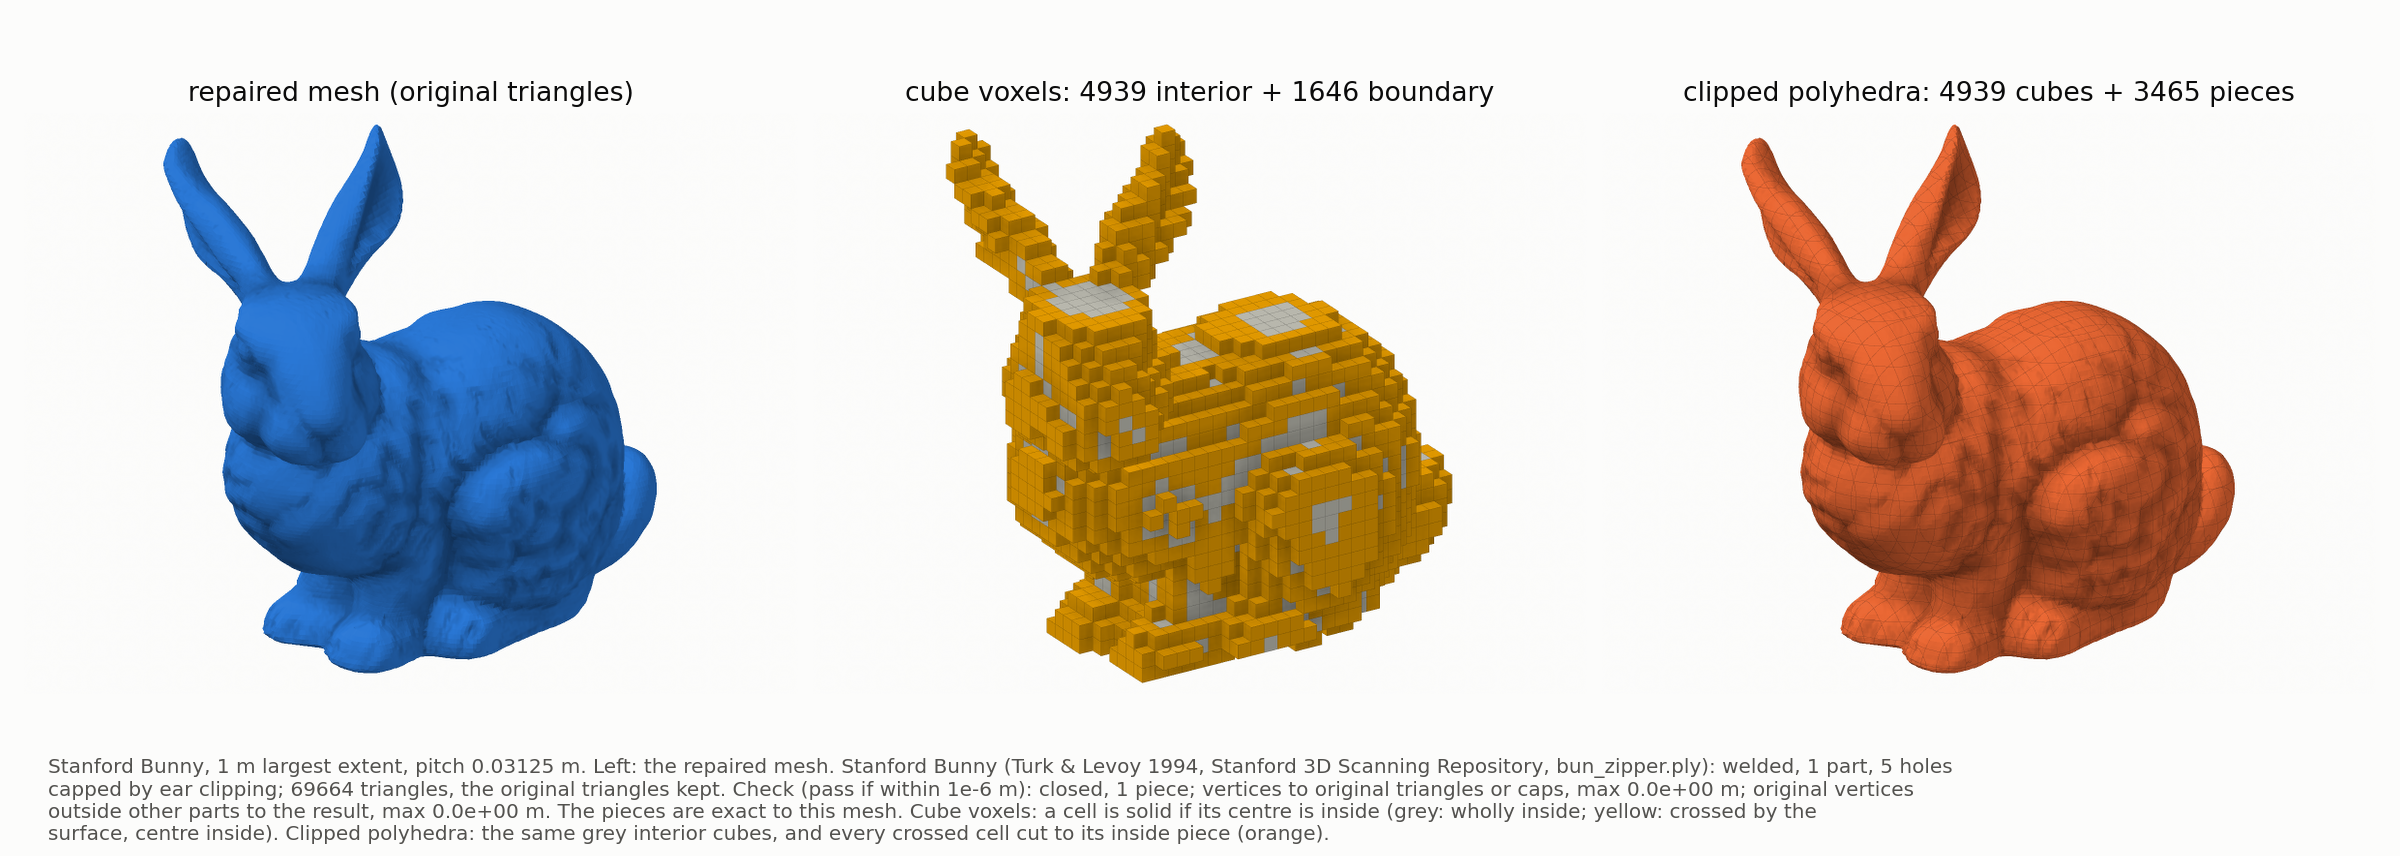 repaired mesh (original triangles)
cube voxels: 4939 interior + 1646 boundary
clipped polyhedra: 4939 cubes + 3465 pieces
Stanford Bunny, 1 m largest extent, pitch 0.03125 m. Left: the repaired mesh. Stanford Bunny (Turk & Levoy 1994, Stanford 3D Scanning Repository, bun_zipper.ply): welded, 1 part, 5 holes
capped by ear clipping; 69664 triangles, the original triangles kept. Check (pass if within 1e-6 m): closed, 1 piece; vertices to original triangles or caps, max 0.0e+00 m; original vertices
outside other parts to the result, max 0.0e+00 m. The pieces are exact to this mesh. Cube voxels: a cell is solid if its centre is inside (grey: wholly inside; yellow: crossed by the
surface, centre inside). Clipped polyhedra: the same grey interior cubes, and every crossed cell cut to its inside piece (orange).